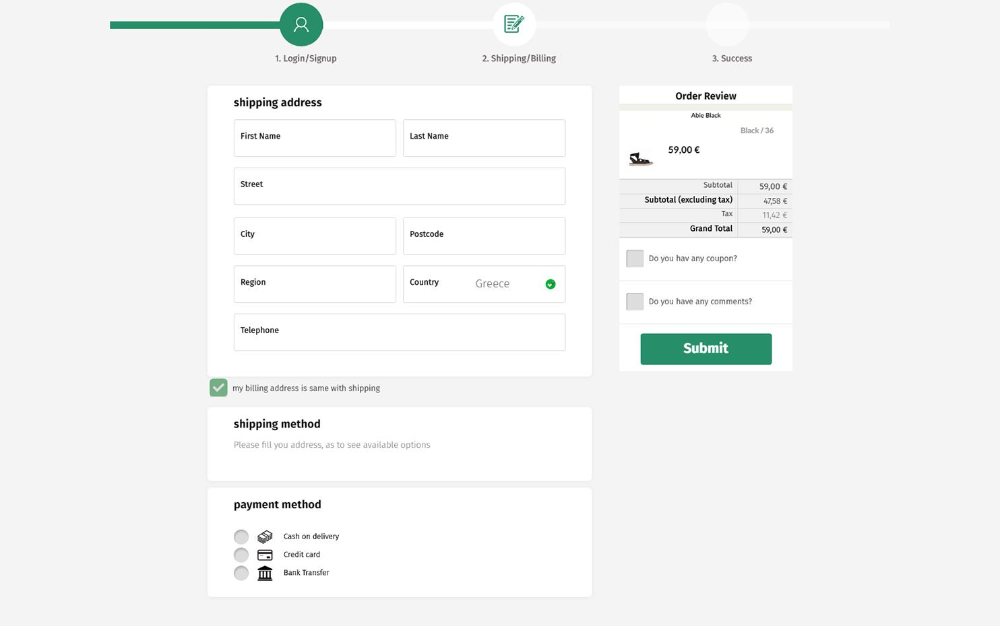 1. Login/Signup
2. Shipping/Billing
3. Success
shipping address
First Name
Last Name
Street
City
Postcode
Region
Country
Greece
Telephone
my billing address is same with shipping
shipping method
Please fill you address, as to see available options
payment method
Cash on delivery
Credit card
Bank Transfer
Order Review
Abie Black
Black / 36
59,00 €
Subtotal 59,00 €
Subtotal (excluding tax) 47,58 €
Tax 11,42 €
Grand Total 59,00 €
Do you hav any coupon?
Do you have any comments?
Submit